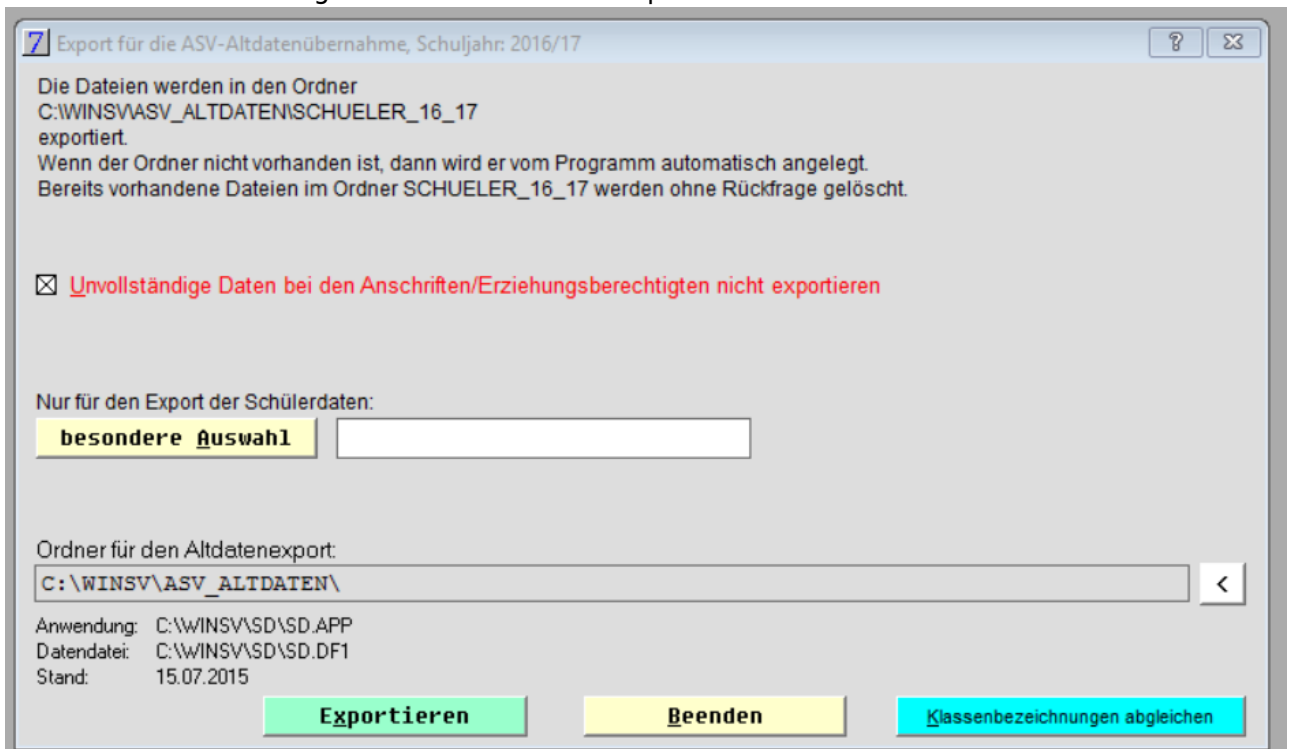 7 Export für die ASV-Altdatenübernahme, Schuljahr: 2016/17
?
Die Dateien werden in den Ordner
C:\WINSV\ASV_ALTDATEN\SCHUELER_16_17
exportiert.
Wenn der Ordner nicht vorhanden ist, dann wird er vom Programm automatisch angelegt.
Bereits vorhandene Dateien im Ordner SCHUELER_16_17 werden ohne Rückfrage gelöscht.
Unvollständige Daten bei den Anschriften/Erziehungsberechtigten nicht exportieren
Nur für den Export der Schülerdaten:
besondere Auswahl
Ordner für den Altdatenexport:
C:\WINSV\ASV_ALTDATEN\
<
Anwendung: C:\WINSV\SD\SD.APP
Datendatei: C:\WINSV\SD\SD.DF1
Stand: 15.07.2015
Exportieren Beenden Klassenbezeichnungen abgleichen